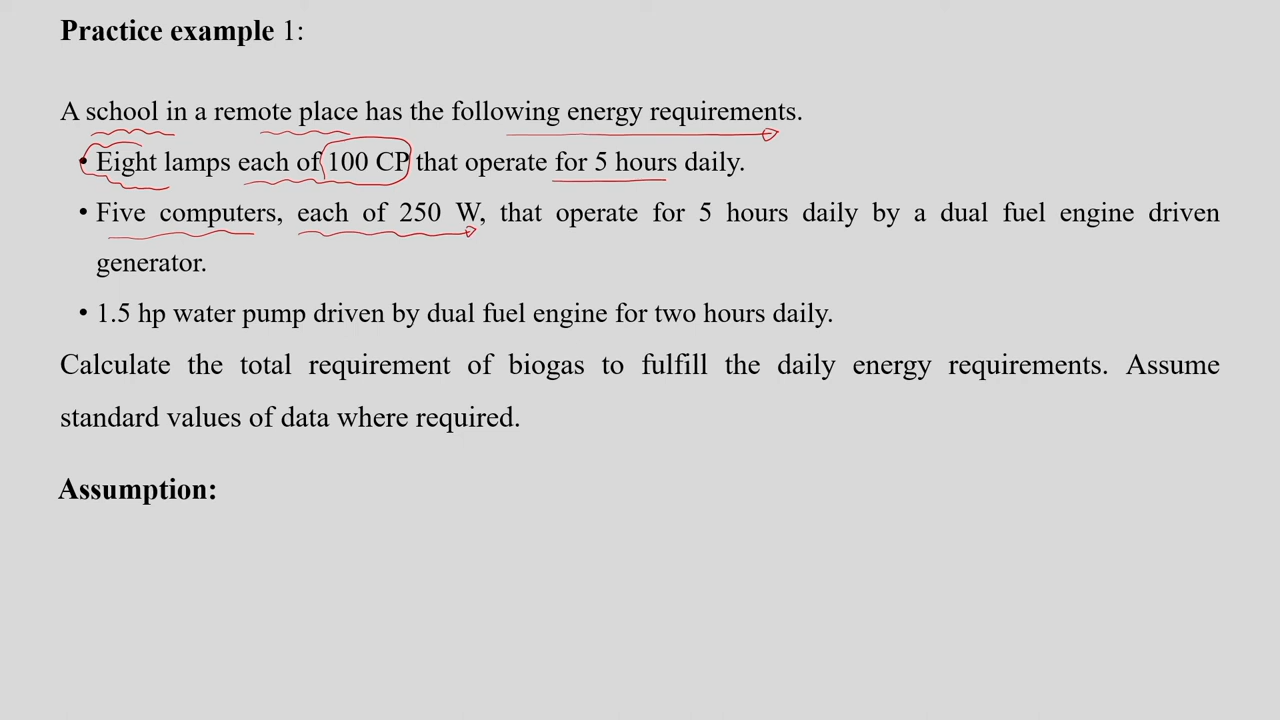 Practice example 1:
A school in a remote place has the following energy requirements.
• Eight lamps each of 100 CP that operate for 5 hours daily.
• Five computers, each of 250 W, that operate for 5 hours daily by a dual fuel engine driven
generator.
• 1.5 hp water pump driven by dual fuel engine for two hours daily.
Calculate the total requirement of biogas to fulfill the daily energy requirements. Assume
standard values of data where required.
Assumption: